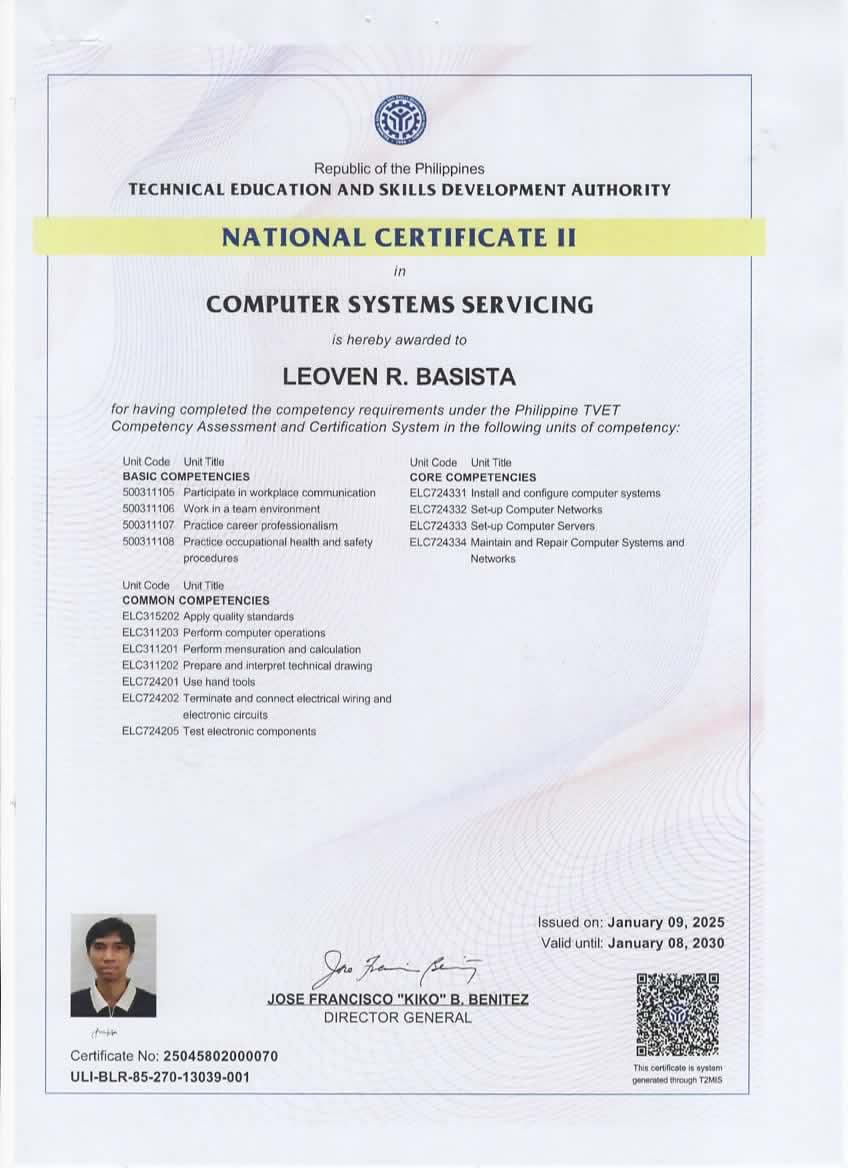 Republic of the Philippines
TECHNICAL EDUCATION AND SKILLS DEVELOPMENT AUTHORITY
NATIONAL CERTIFICATE II
in
COMPUTER SYSTEMS SERVICING
is hereby awarded to
LEOVEN R. BASISTA
for having completed the competency requirements under the Philippine TVET
Competency Assessment and Certification System in the following units of competency:
Unit Code Unit Title
BASIC COMPETENCIES
500311105 Participate in workplace communication
500311106 Work in a team environment
500311107 Practice career professionalism
500311108 Practice occupational health and safety
procedures
Unit Code Unit Title
COMMON COMPETENCIES
ELC315202 Apply quality standards
ELC311203 Perform computer operations
ELC311201 Perform mensuration and calculation
ELC311202 Prepare and interpret technical drawing
ELC724201 Use hand tools
ELC724202 Terminate and connect electrical wiring and
electronic circuits
ELC724205 Test electronic components
Unit Code Unit Title
CORE COMPETENCIES
ELC724331 Install and configure computer systems
ELC724332 Set-up Computer Networks
ELC724333 Set-up Computer Servers
ELC724334 Maintain and Repair Computer Systems and
Networks
Issued on: January 09, 2025
Valid until: January 08, 2030
JOSE FRANCISCO "KIKO" B. BENITEZ
DIRECTOR GENERAL
Certificate No: 25045802000070
ULI-BLR-85-270-13039-001
This certificate is system
generated through T2MIS